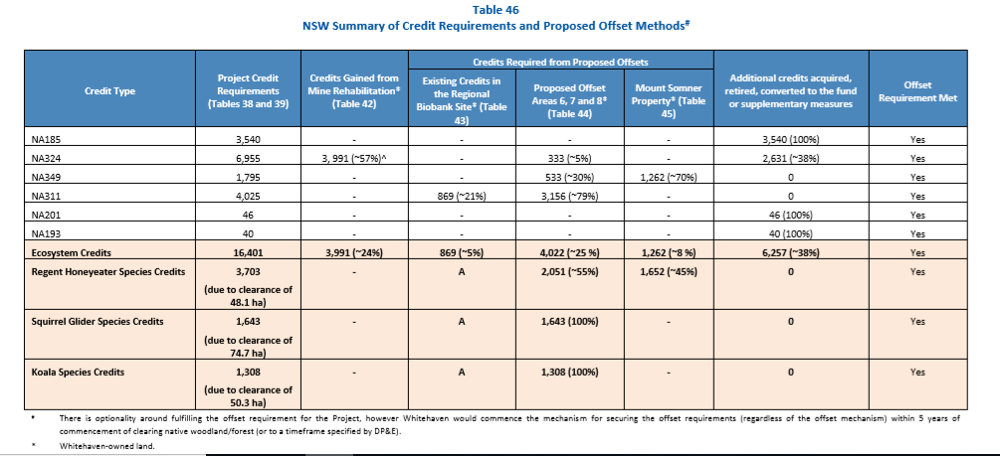 Table 46
NSW Summary of Credit Requirements and Proposed Offset Methods#
Credit Type
Project Credit
Requirements
(Tables 38 and 39)
Credits Gained from
Mine Rehabilitation*
(Table 42)
Credits Required from Proposed Offsets
Existing Credits in
the Regional
Biobank Site* (Table
43)
Proposed Offset
Areas 6, 7 and 8*
(Table 44)
Mount Somner
Property* (Table
45)
Additional credits acquired,
retired, converted to the fund
or supplementary measures
Offset
Requirement Met
NA185 3,540 - - - - 3,540 (100%) Yes
NA324 6,955 3, 991 (~57%)^ - 333 (~5%) - 2,631 (~38%) Yes
NA349 1,795 - - 533 (~30%) 1,262 (~70%) 0 Yes
NA311 4,025 - 869 (~21%) 3,156 (~79%) - 0 Yes
NA201 46 - - - - 46 (100%) Yes
NA193 40 - - - - 40 (100%) Yes
Ecosystem Credits 16,401 3,991 (~24%) 869 (~5%) 4,022 (~25 %) 1,262 (~8 %) 6,257 (~38%) Yes
Regent Honeyeater Species Credits 3,703 - A 2,051 (~55%) 1,652 (~45%) 0 Yes
(due to clearance of
48.1 ha)
Squirrel Glider Species Credits 1,643 - A 1,643 (100%) - 0 Yes
(due to clearance of
74.7 ha)
Koala Species Credits 1,308 - A 1,308 (100%) - 0 Yes
(due to clearance of
50.3 ha)
# There is optionality around fulfilling the offset requirement for the Project, however Whitehaven would commence the mechanism for securing the offset requirements (regardless of the offset mechanism) within 5 years of
commencement of clearing native woodland/forest (or to a timeframe specified by DP&E).
* Whitehaven-owned land.